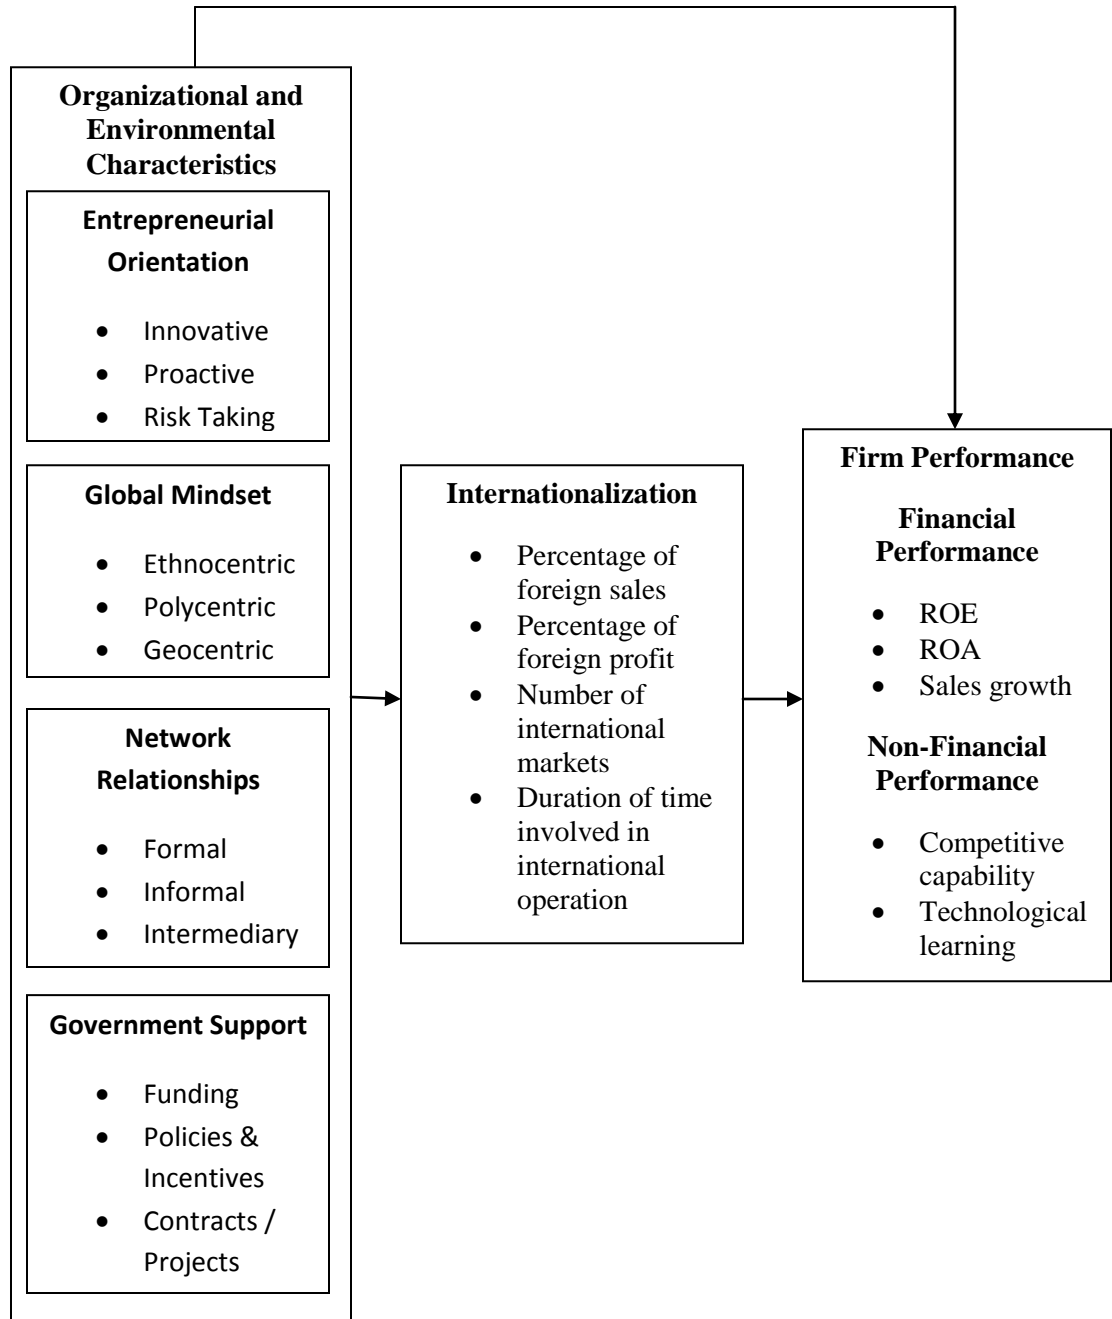 Organizational and
Environmental
Characteristics
Entrepreneurial
Orientation
• Innovative
• Proactive
• Risk Taking
Global Mindset
• Ethnocentric
• Polycentric
• Geocentric
Network
Relationships
• Formal
• Informal
• Intermediary
Government Support
• Funding
• Policies &
Incentives
• Contracts /
Projects
Internationalization
• Percentage of
foreign sales
• Percentage of
foreign profit
• Number of
international
markets
• Duration of time
involved in
international
operation
Firm Performance
Financial
Performance
• ROE
• ROA
• Sales growth
Non-Financial
Performance
• Competitive
capability
• Technological
learning